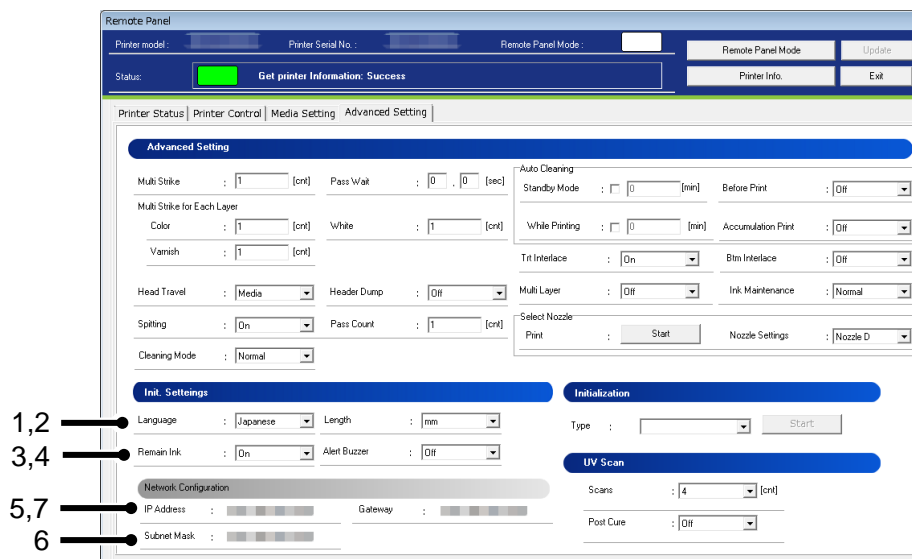 Remote Panel
Printer model : Printer Serial No. : Remote Panel Mode : Remote Panel Mode Update
Status: Get printer Information: Success Printer Info. Exit
Printer Status Printer Control Media Setting Advanced Setting
Advanced Setting
Multi Strike : 1 [cnt] Pass Wait : 0 . 0 [sec]
Multi Strike for Each Layer
Color : 1 [cnt] White : 1 [cnt]
Varnish : 1 [cnt]
Head Travel : Media Header Dump : Off
Spitting : On Pass Count : 1 [cnt]
Cleaning Mode : Normal
Auto Cleaning
Standby Mode : 0 [min] Before Print : Off
While Printing : 0 [min] Accumulation Print : Off
Trt Interlace : On Btm Interlace : Off
Multi Layer : Off Ink Maintenance : Normal
Select Nozzle
Print : Start Nozzle Settings : Nozzle D
Init. Setteings
1,2 Language : Japanese Length : mm
3,4 Remain Ink : On Alert Buzzer : Off
Network Configuration
5,7 IP Address : Gateway :
6 Subnet Mask :
Initialization
Type : Start
UV Scan
Scans : 4 [cnt]
Post Cure : Off